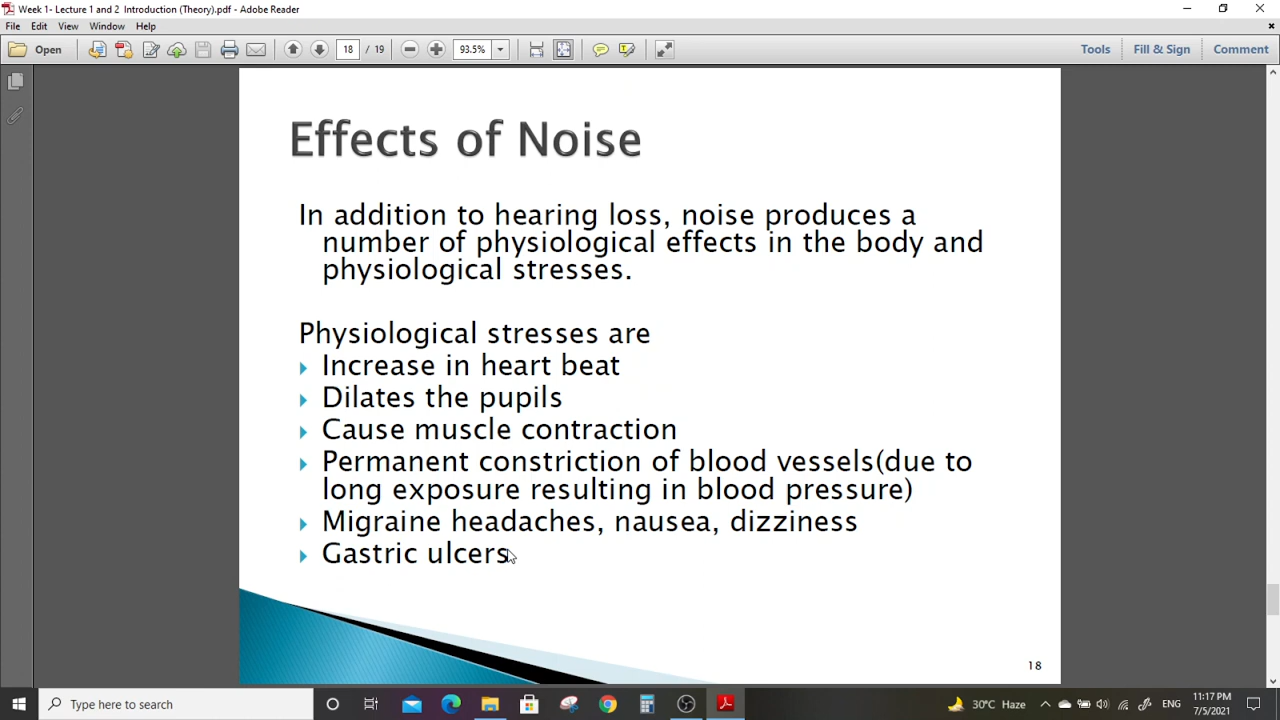 Week 1- Lecture 1 and 2  Introduction (Theory).pdf - Adobe Reader
File Edit View Window Help
Open 18 / 19 93.5% Tools Fill & Sign Comment
Effects of Noise
In addition to hearing loss, noise produces a
number of physiological effects in the body and
physiological stresses.
Physiological stresses are
Increase in heart beat
Dilates the pupils
Cause muscle contraction
Permanent constriction of blood vessels(due to
long exposure resulting in blood pressure)
Migraine headaches, nausea, dizziness
Gastric ulcers
18
Type here to search 30°C Haze ENG 11:17 PM
7/5/2021